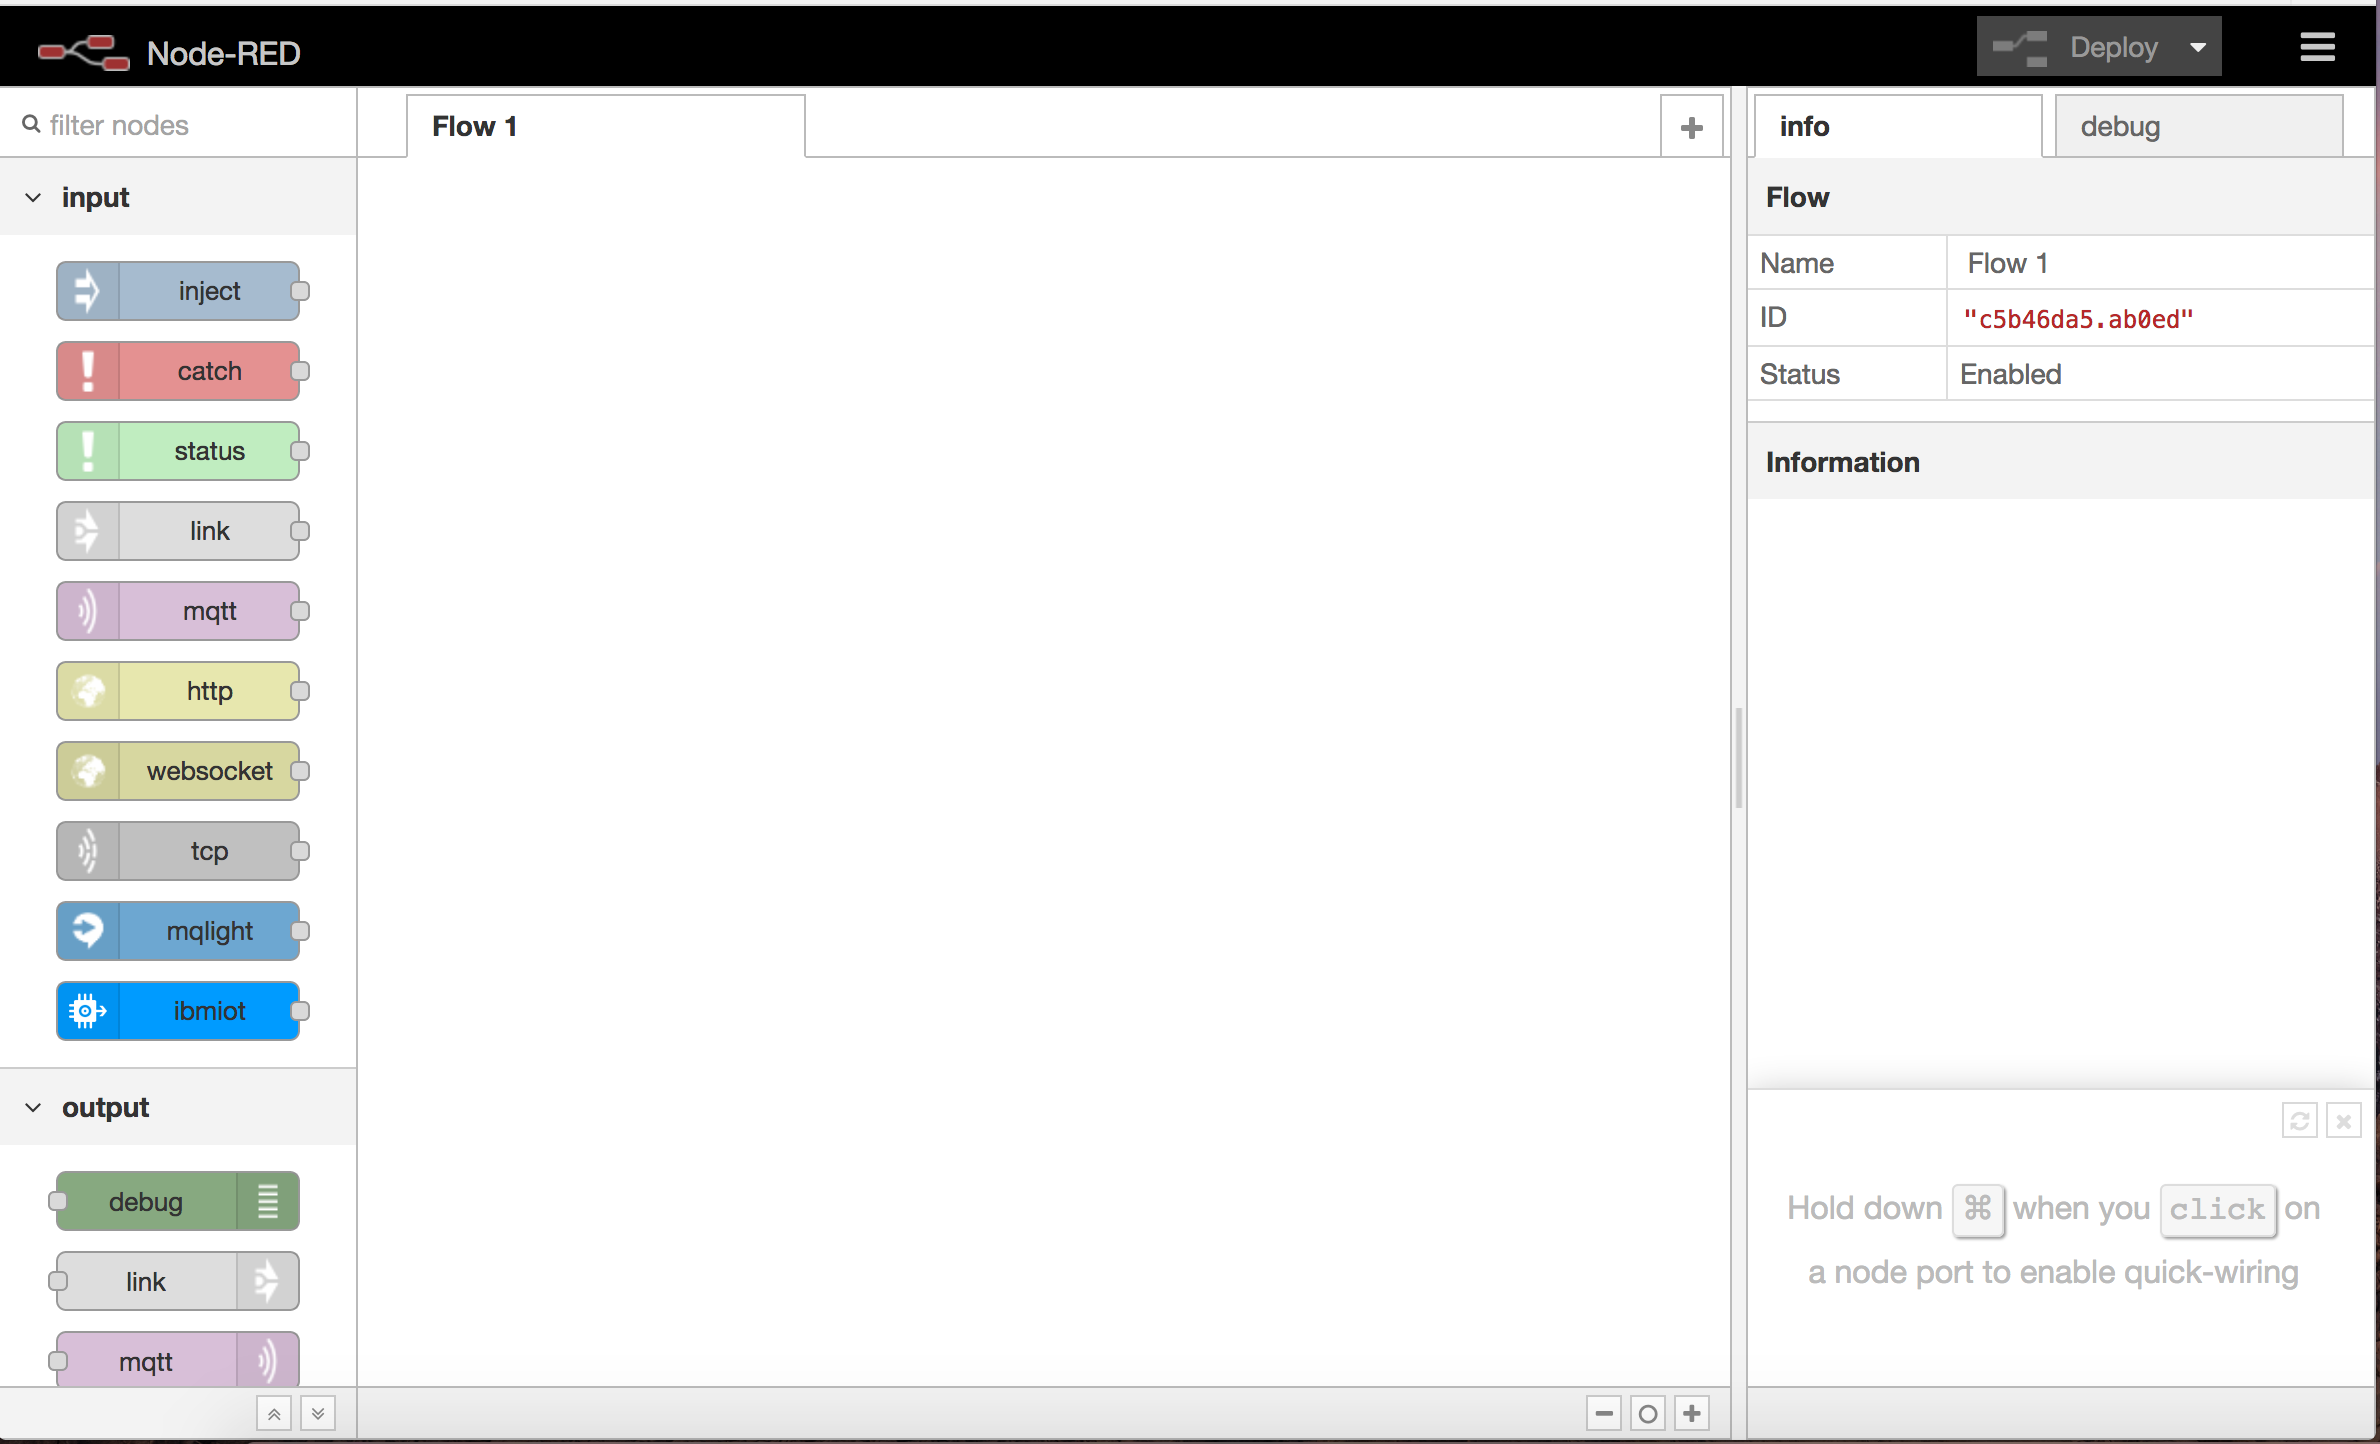 Node-RED
Deploy
filter nodes
Flow 1
info
debug
input
inject
catch
status
link
mqtt
http
websocket
tcp
mqlight
ibmiot
output
debug
link
mqtt
Flow
Name Flow 1
ID "c5b46da5.ab0ed"
Status Enabled
Information
Hold down ⌘ when you click on
a node port to enable quick-wiring